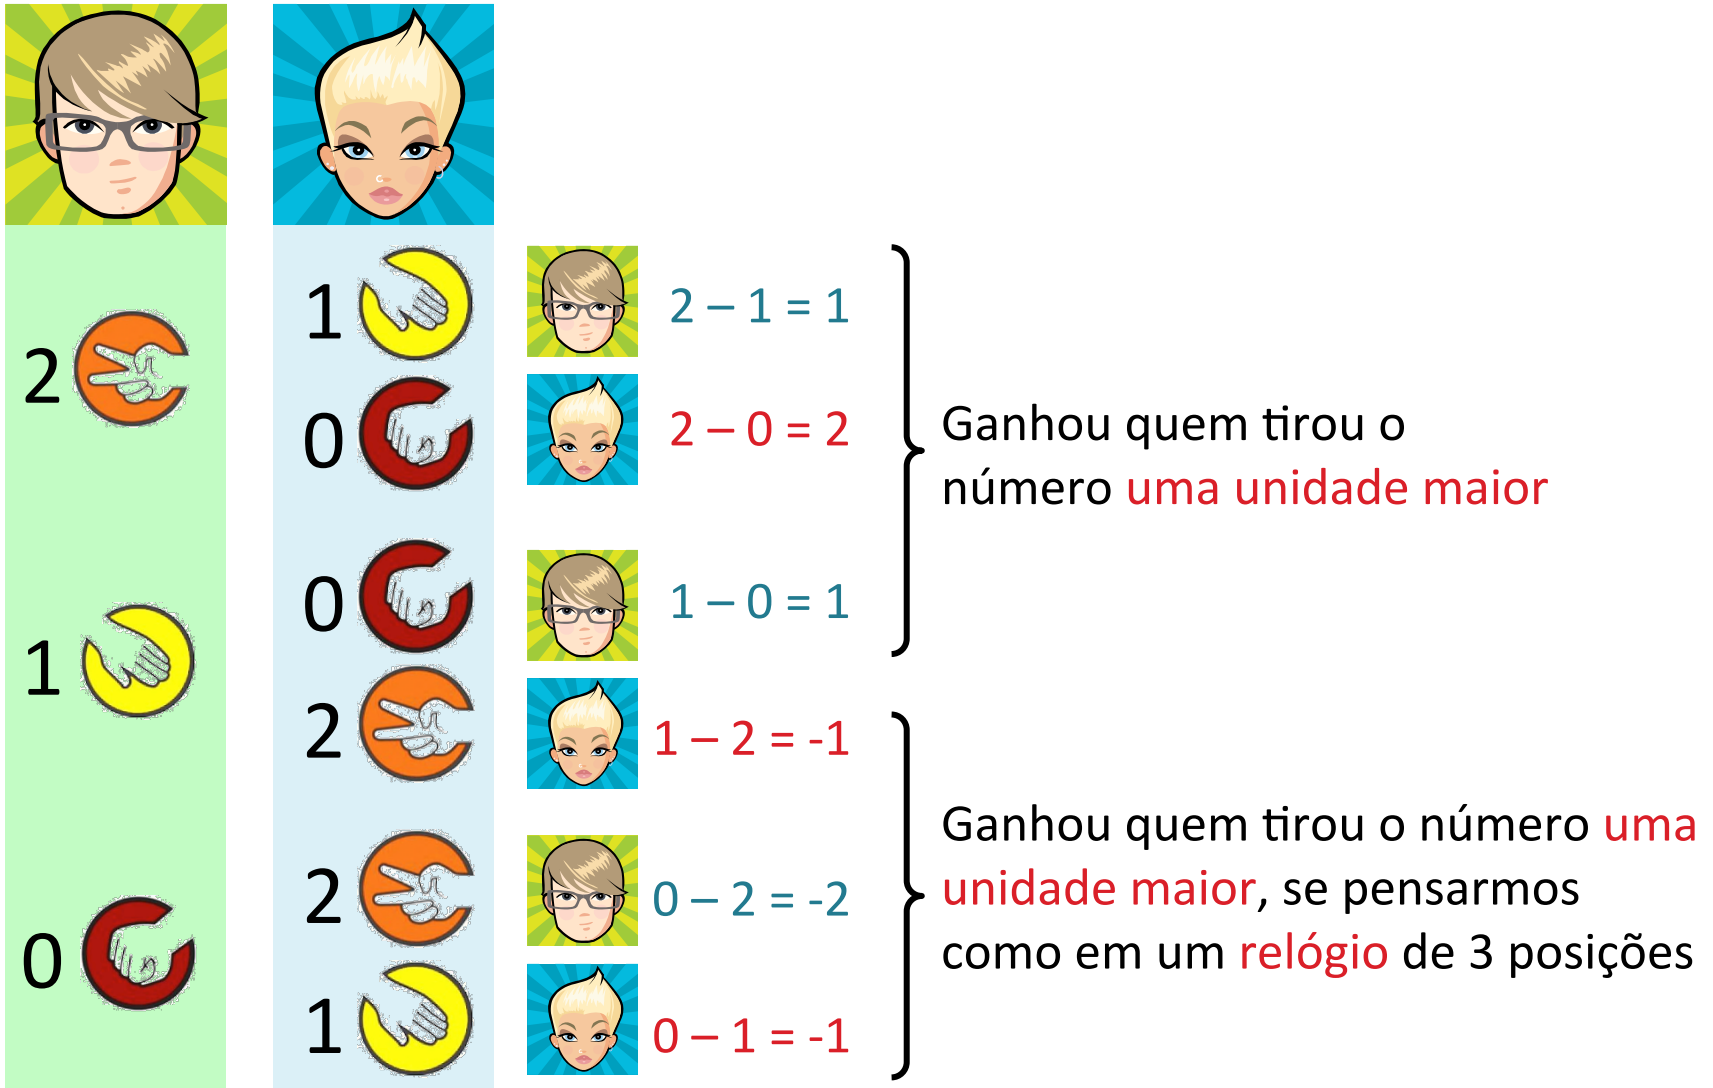 1
2 – 1 = 1
2
0
2 – 0 = 2
Ganhou quem tirou o
número uma unidade maior
0
1 – 0 = 1
1
2
1 – 2 = -1
2
0 – 2 = -2
Ganhou quem tirou o número uma
unidade maior, se pensarmos
como em um relógio de 3 posições
0
1
0 – 1 = -1